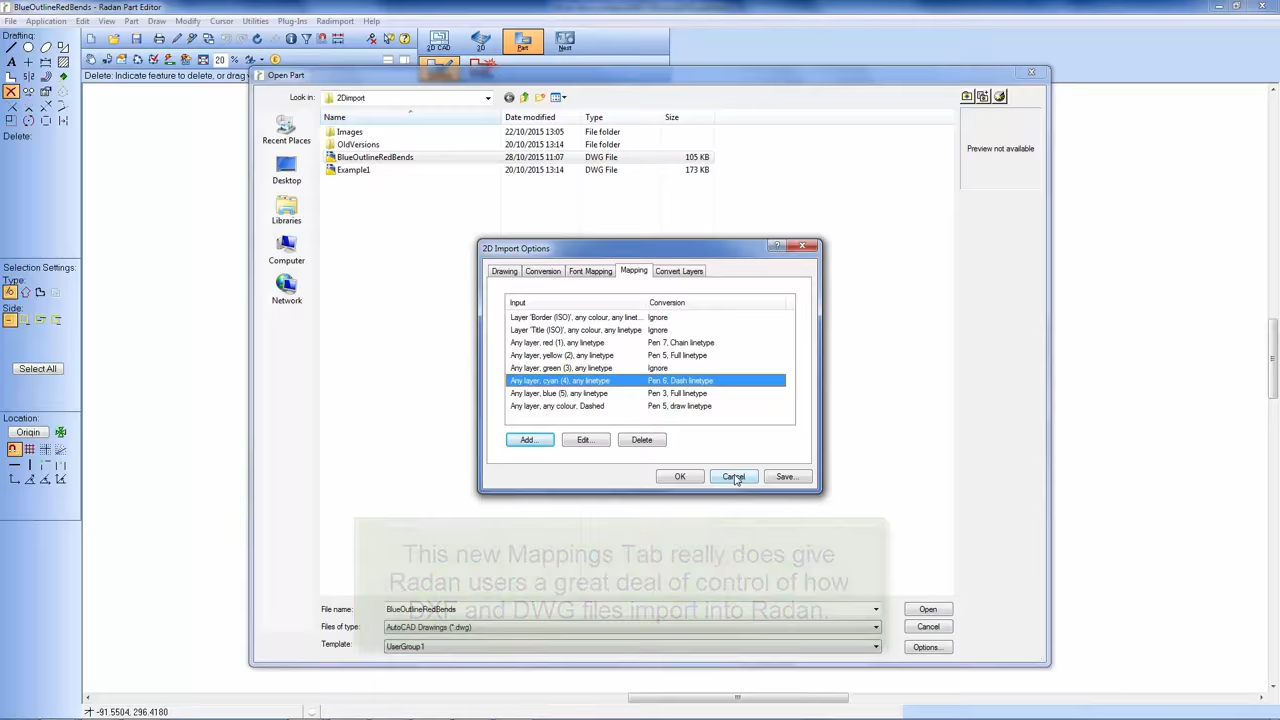 BlueOutlineRedBends - Radan Part Editor
File Application Edit View Part Draw Modify Cursor Utilities Plug-Ins Radimport Help
Drafting:
2D CAD 3D Part Nest
20 %
Delete: Indicate feature to delete, or drag
Open Part
Look in: 2Dimport
Name Date modified Type Size
Images 22/10/2015 13:05 File folder
OldVersions 20/10/2015 13:14 File folder
BlueOutlineRedBends 28/10/2015 11:07 DWG File 105 KB
Example1 20/10/2015 13:14 DWG File 173 KB
Recent Places
Desktop
Libraries
Computer
Network
Preview not available
Delete:
Selection Settings:
Type:
Side:
Select All
Location:
Origin
2D Import Options
Drawing Conversion Font Mapping Mapping Convert Layers
Input Conversion
Layer 'Border (ISO)', any colour, any linet... Ignore
Layer 'Title (ISO)', any colour, any linetype Ignore
Any layer, red (1), any linetype Pen 7, Chain linetype
Any layer, yellow (2), any linetype Pen 5, Full linetype
Any layer, green (3), any linetype Ignore
Any layer, cyan (4), any linetype Pen 6, Dash linetype
Any layer, blue (5), any linetype Pen 3, Full linetype
Any layer, any colour, Dashed Pen 5, draw linetype
Add... Edit... Delete
OK Cancel Save...
This new Mappings Tab really does give
Radan users a great deal of control of how
DXF and DWG files import into Radan.
File name: BlueOutlineRedBends Open
Files of type: AutoCAD Drawings (*.dwg) Cancel
Template: UserGroup1 Options...
-91.5504, 296.4180